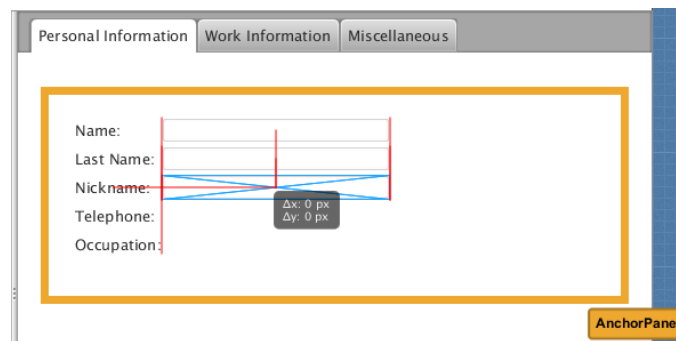 Personal Information Work Information Miscellaneous
Name:
Last Name:
Nickname:
Δx: 0 px
Telephone:
Δy: 0 px
Occupation:
AnchorPane